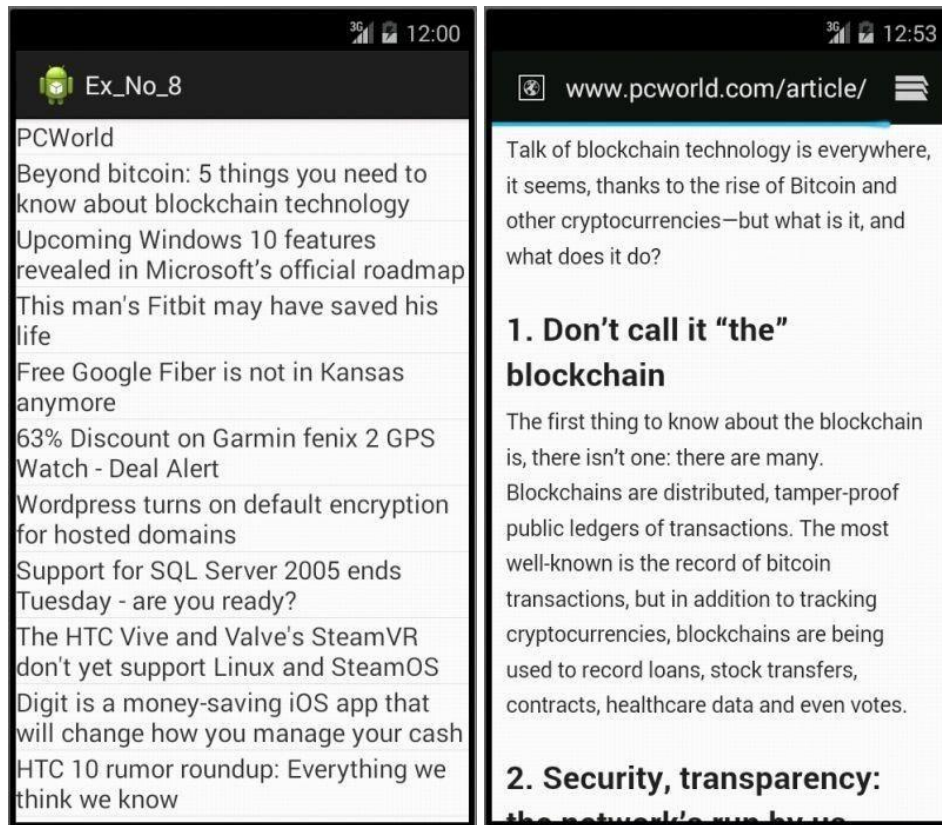 3G 12:00
Ex_No_8
PCWorld
Beyond bitcoin: 5 things you need to
know about blockchain technology
Upcoming Windows 10 features
revealed in Microsoft’s official roadmap
This man's Fitbit may have saved his
life
Free Google Fiber is not in Kansas
anymore
63% Discount on Garmin fenix 2 GPS
Watch - Deal Alert
Wordpress turns on default encryption
for hosted domains
Support for SQL Server 2005 ends
Tuesday - are you ready?
The HTC Vive and Valve's SteamVR
don't yet support Linux and SteamOS
Digit is a money-saving iOS app that
will change how you manage your cash
HTC 10 rumor roundup: Everything we
think we know
3G 12:53
www.pcworld.com/article/
Talk of blockchain technology is everywhere,
it seems, thanks to the rise of Bitcoin and
other cryptocurrencies—but what is it, and
what does it do?
1. Don’t call it “the”
blockchain
The first thing to know about the blockchain
is, there isn’t one: there are many.
Blockchains are distributed, tamper-proof
public ledgers of transactions. The most
well-known is the record of bitcoin
transactions, but in addition to tracking
cryptocurrencies, blockchains are being
used to record loans, stock transfers,
contracts, healthcare data and even votes.
2. Security, transparency:
the network’s run by us